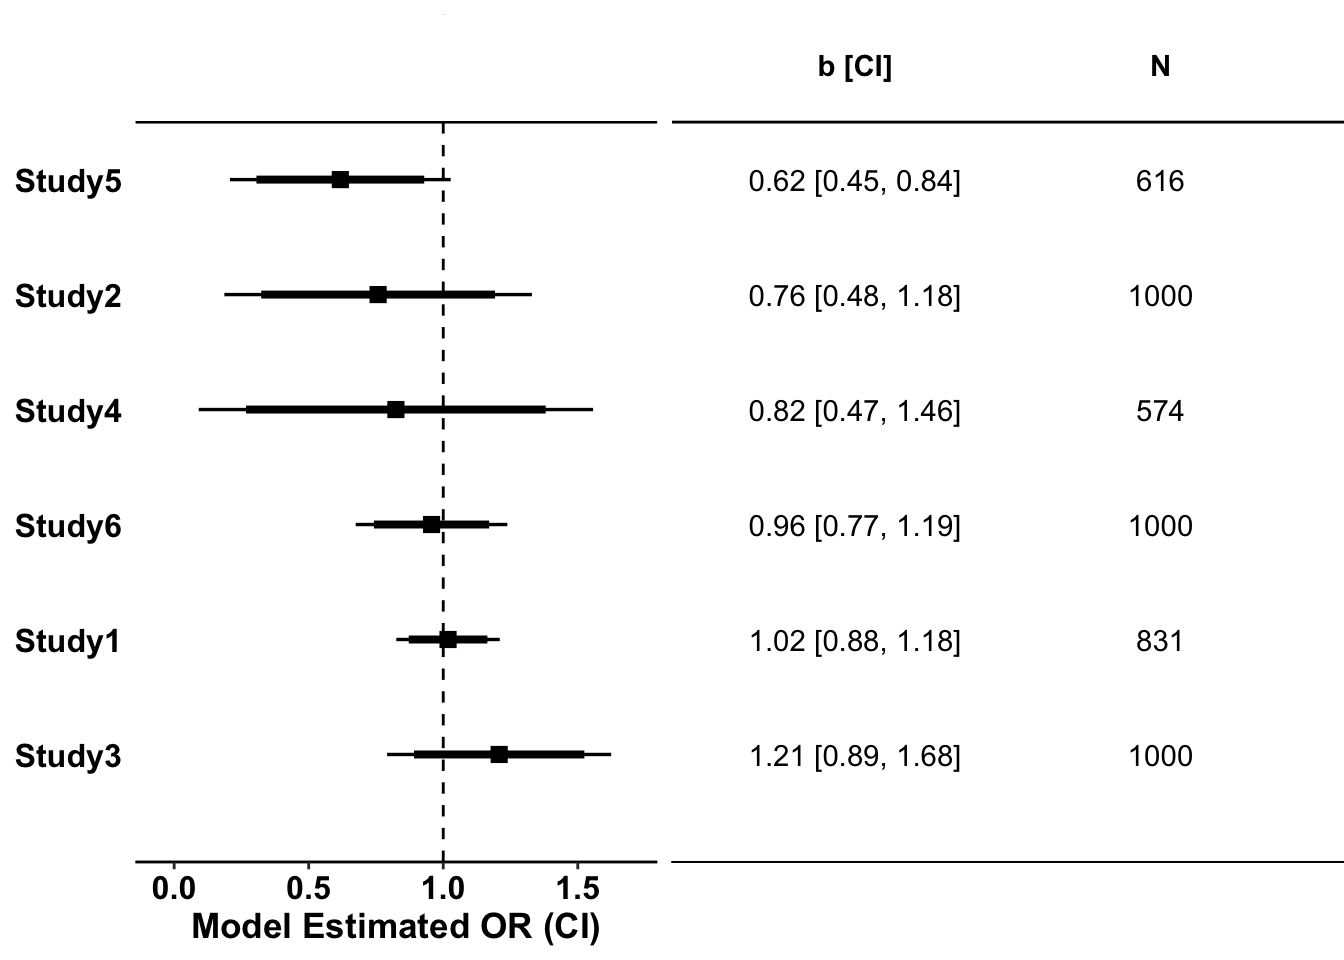 b [CI] N
Study5 0.62 [0.45, 0.84] 616
Study2 0.76 [0.48, 1.18] 1000
Study4 0.82 [0.47, 1.46] 574
Study6 0.96 [0.77, 1.19] 1000
Study1 1.02 [0.88, 1.18] 831
Study3 1.21 [0.89, 1.68] 1000
0.0 0.5 1.0 1.5
Model Estimated OR (CI)